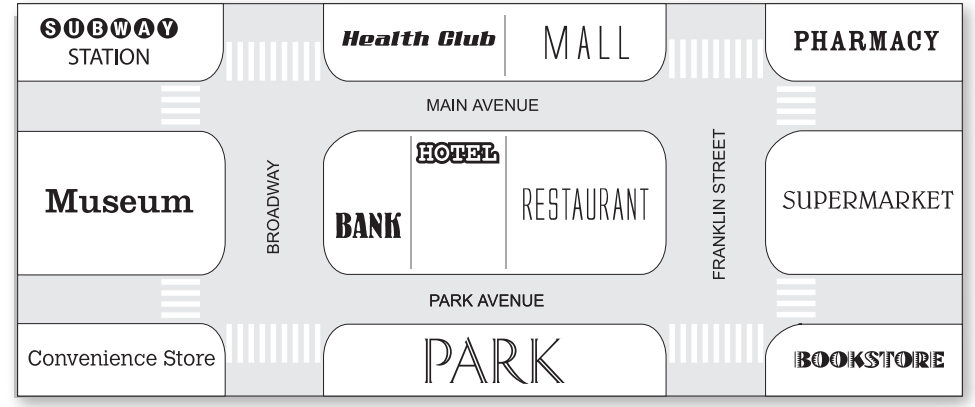 SUBWAY
STATION
Health Club
MALL
PHARMACY
MAIN AVENUE
Museum
BROADWAY
BANK
HOTEL
RESTAURANT
FRANKLIN STREET
SUPERMARKET
PARK AVENUE
Convenience Store
PARK
BOOKSTORE